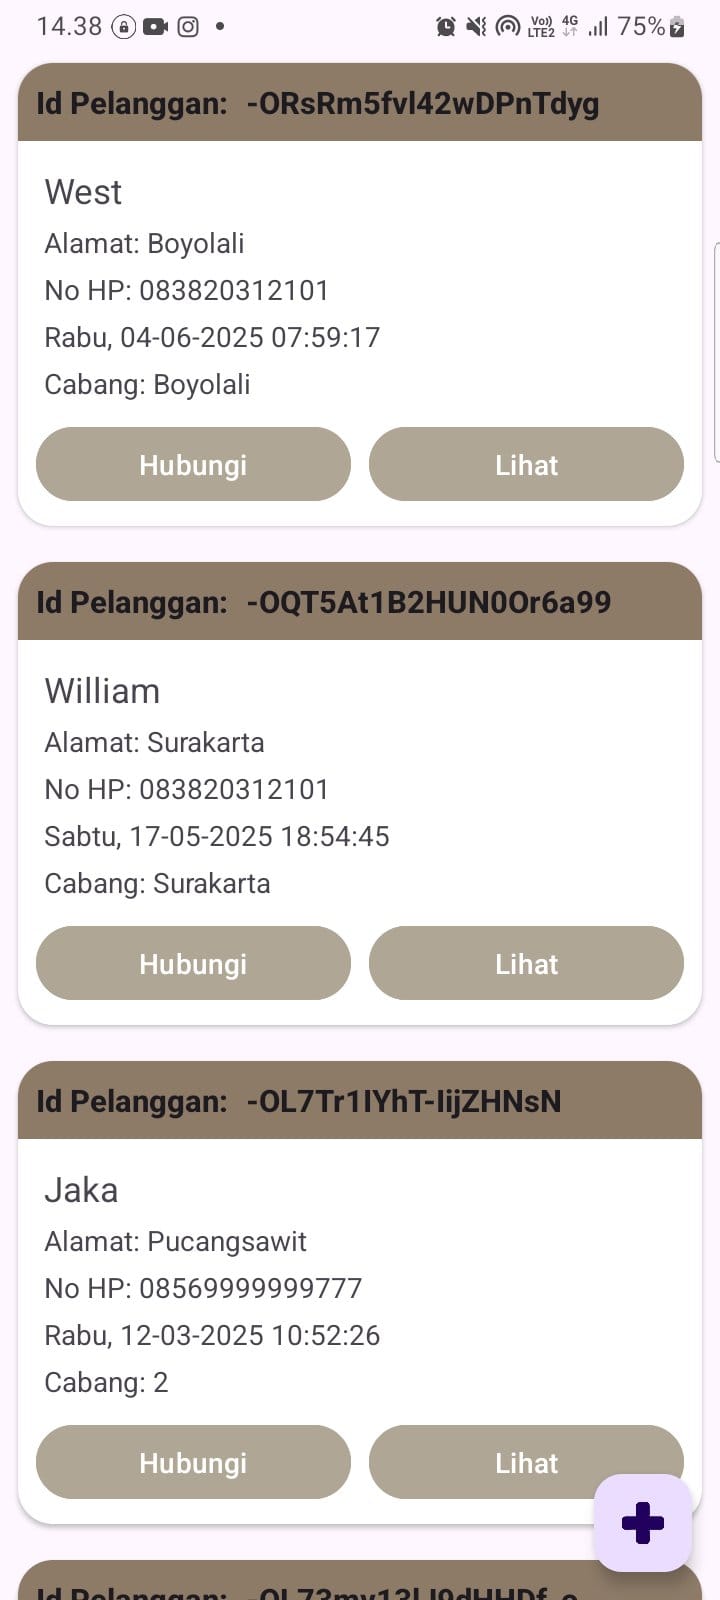 14.38 Vo)) LTE2 4G 75%
Id Pelanggan: -ORsRm5fvl42wDPnTdyg
West
Alamat: Boyolali
No HP: 083820312101
Rabu, 04-06-2025 07:59:17
Cabang: Boyolali
Hubungi Lihat
Id Pelanggan: -OQT5At1B2HUN0Or6a99
William
Alamat: Surakarta
No HP: 083820312101
Sabtu, 17-05-2025 18:54:45
Cabang: Surakarta
Hubungi Lihat
Id Pelanggan: -OL7Tr1IYhT-IijZHNsN
Jaka
Alamat: Pucangsawit
No HP: 08569999999777
Rabu, 12-03-2025 10:52:26
Cabang: 2
Hubungi Lihat
Id Pelanggan: